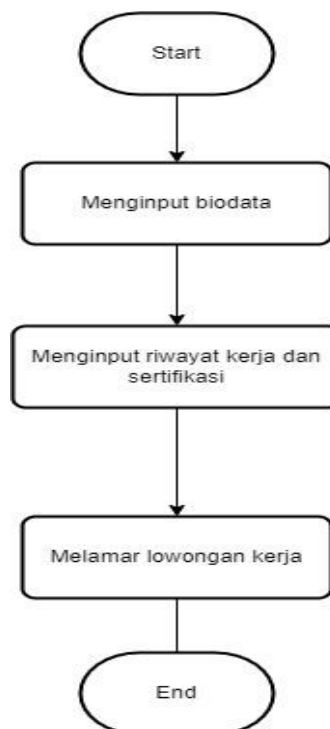 Start
Menginput biodata
Menginput riwayat kerja dan
sertifikasi
Melamar lowongan kerja
End